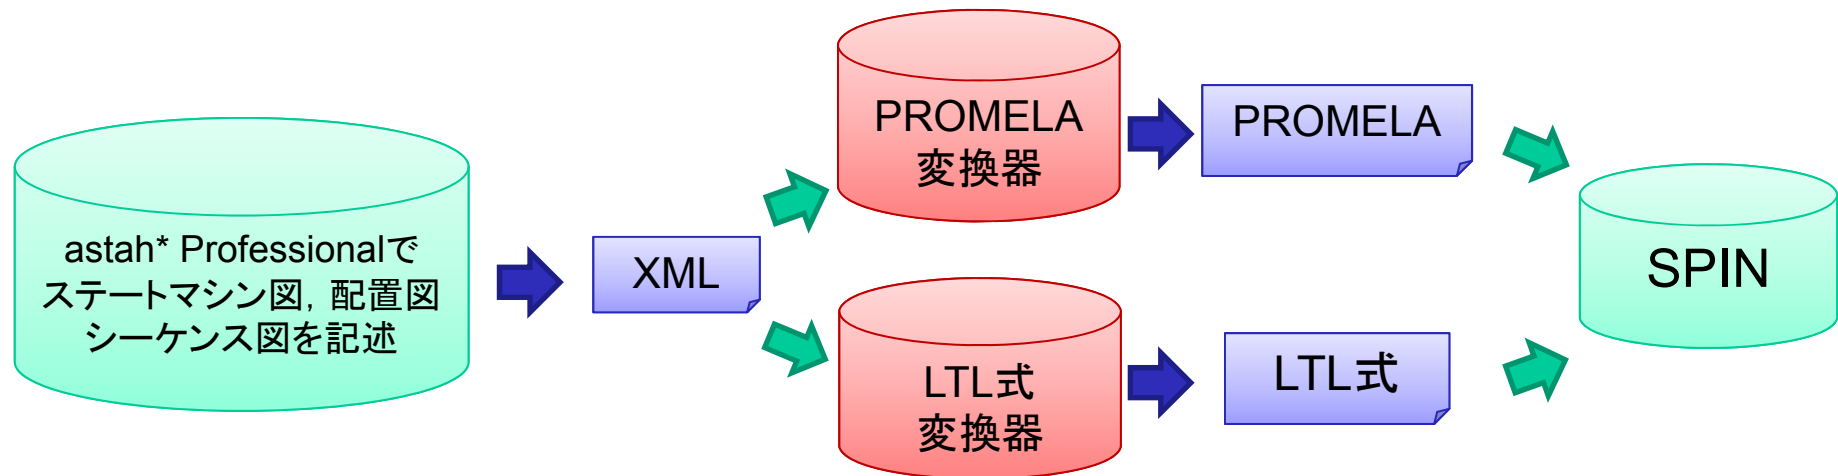 astah* Professionalで
ステートマシン図, 配置図
シーケンス図を記述
XML
PROMELA
変換器
PROMELA
LTL式
変換器
LTL式
SPIN